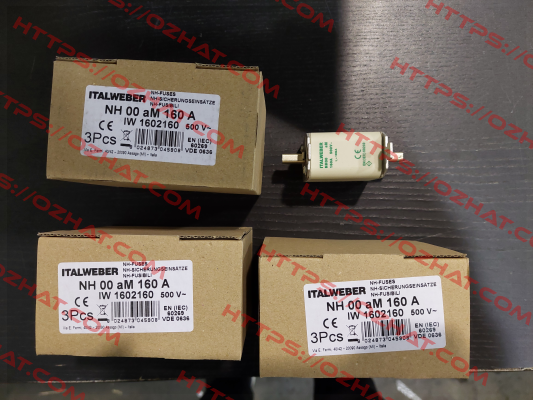 ITALWEBER
NH-FUSES
NH-SICHERUNGSEINSÄTZE
NH-FUSIBILI
NH 00 aM 160 A
IW 1602160 500 V~
3Pcs
EN (IEC)
60269
VDE 0636
ITALWEBER
ITALWEBER
NH-FUSES
NH-SICHERUNGSEINSÄTZE
NH-FUSIBILI
NH 00 aM 160 A
CE IW 1602160 500 V~
3Pcs
EN (IEC)
60269
VDE 0636
ITALWEBER
NH-FUSES
NH-SICHERUNGSEINSÄTZE
NH-FUSIBILI
NH 00 aM 160 A
CE IW 1602160 500 V~
3Pcs
EN (IEC)
60269
VDE 0636
HTTPS://OZHAT.COM